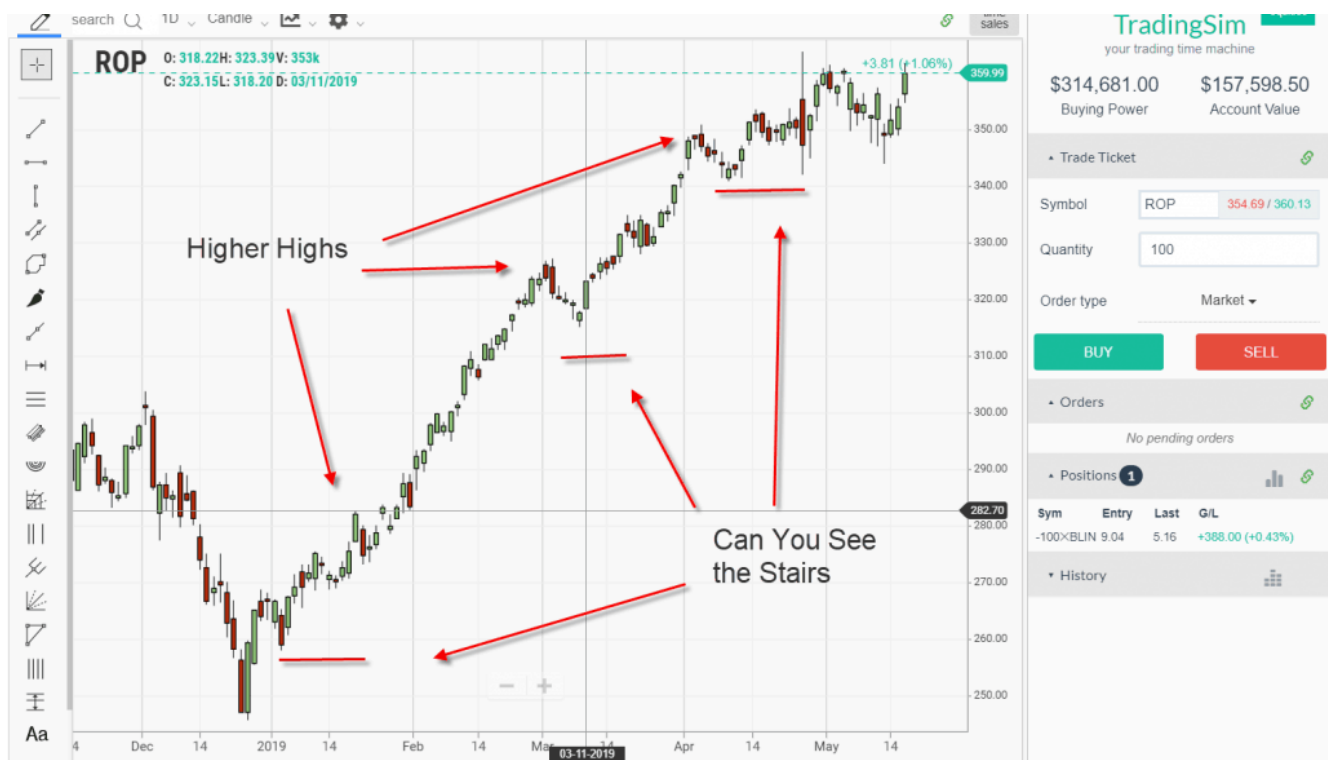 search 1D Candle
time
sales
ROP O: 318.22H: 323.39V: 353k
C: 323.15L: 318.20 D: 03/11/2019
+3.81 (+1.06%)
359.99
350.00
340.00
330.00
320.00
310.00
300.00
290.00
282.70
280.00
270.00
260.00
250.00
Higher Highs
Can You See
the Stairs
Aa
4 Dec 14 2019 14 Feb 14 Mar 14 Apr 14 May 14
03-11-2019
TradingSim
your trading time machine
$314,681.00 $157,598.50
Buying Power Account Value
Trade Ticket
Symbol ROP 354.69 / 360.13
Quantity 100
Order type Market
BUY SELL
Orders
No pending orders
Positions 1
Sym Entry Last G/L
-100XBLIN 9.04 5.16 +388.00 (+0.43%)
History